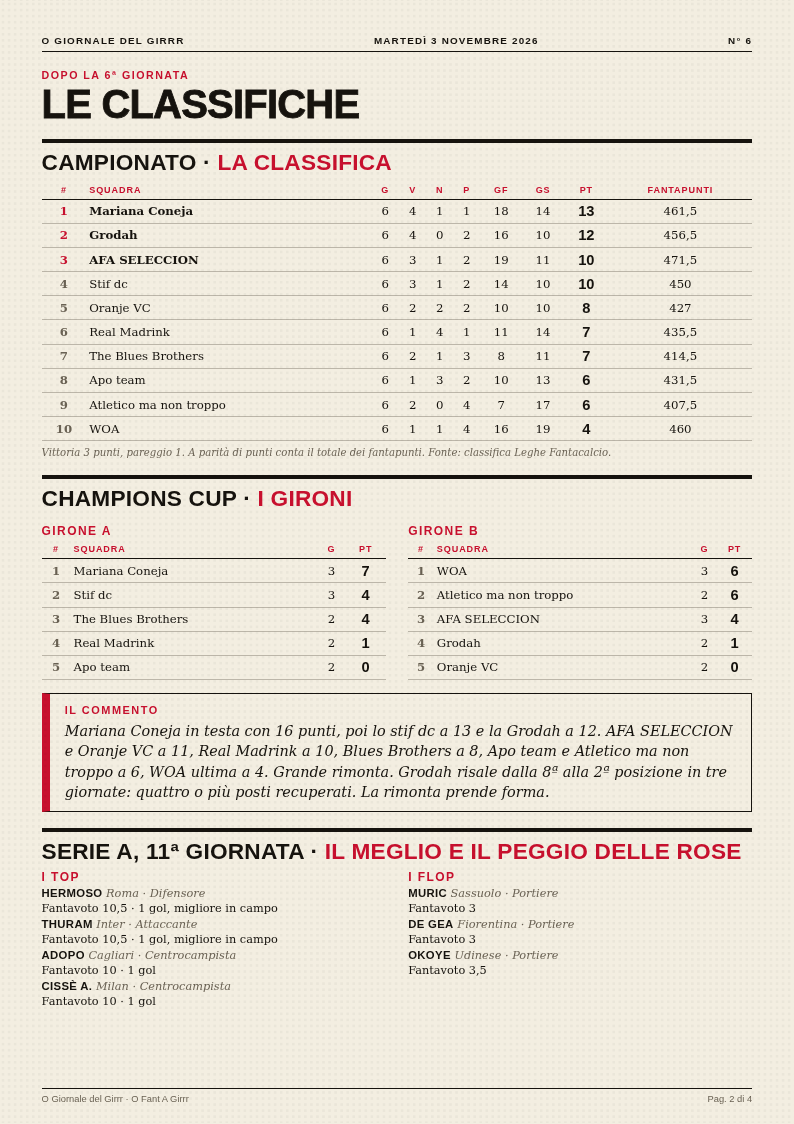 O GIORNALE DEL GIRRR MARTEDÌ 3 NOVEMBRE 2026 N° 6
DOPO LA 6ª GIORNATA
LE CLASSIFICHE
CAMPIONATO · LA CLASSIFICA
# SQUADRA G V N P GF GS PT FANTAPUNTI
1 Mariana Coneja 6 4 1 1 18 14 13 461,5
2 Grodah 6 4 0 2 16 10 12 456,5
3 AFA SELECCION 6 3 1 2 19 11 10 471,5
4 Stif dc 6 3 1 2 14 10 10 450
5 Oranje VC 6 2 2 2 10 10 8 427
6 Real Madrink 6 1 4 1 11 14 7 435,5
7 The Blues Brothers 6 2 1 3 8 11 7 414,5
8 Apo team 6 1 3 2 10 13 6 431,5
9 Atletico ma non troppo 6 2 0 4 7 17 6 407,5
10 WOA 6 1 1 4 16 19 4 460
Vittoria 3 punti, pareggio 1. A parità di punti conta il totale dei fantapunti. Fonte: classifica Leghe Fantacalcio.
CHAMPIONS CUP · I GIRONI
GIRONE A
# SQUADRA G PT
1 Mariana Coneja 3 7
2 Stif dc 3 4
3 The Blues Brothers 2 4
4 Real Madrink 2 1
5 Apo team 2 0
GIRONE B
# SQUADRA G PT
1 WOA 3 6
2 Atletico ma non troppo 2 6
3 AFA SELECCION 3 4
4 Grodah 2 1
5 Oranje VC 2 0
IL COMMENTO
Mariana Coneja in testa con 16 punti, poi lo stif dc a 13 e la Grodah a 12. AFA SELECCION
e Oranje VC a 11, Real Madrink a 10, Blues Brothers a 8, Apo team e Atletico ma non
troppo a 6, WOA ultima a 4. Grande rimonta. Grodah risale dalla 8ª alla 2ª posizione in tre
giornate: quattro o più posti recuperati. La rimonta prende forma.
SERIE A, 11ª GIORNATA · IL MEGLIO E IL PEGGIO DELLE ROSE
I TOP
HERMOSO Roma · Difensore
Fantavoto 10,5 · 1 gol, migliore in campo
THURAM Inter · Attaccante
Fantavoto 10,5 · 1 gol, migliore in campo
ADOPO Cagliari · Centrocampista
Fantavoto 10 · 1 gol
CISSÈ A. Milan · Centrocampista
Fantavoto 10 · 1 gol
I FLOP
MURIC Sassuolo · Portiere
Fantavoto 3
DE GEA Fiorentina · Portiere
Fantavoto 3
OKOYE Udinese · Portiere
Fantavoto 3,5
O Giornale del Girrr · O Fant A Girrr Pag. 2 di 4